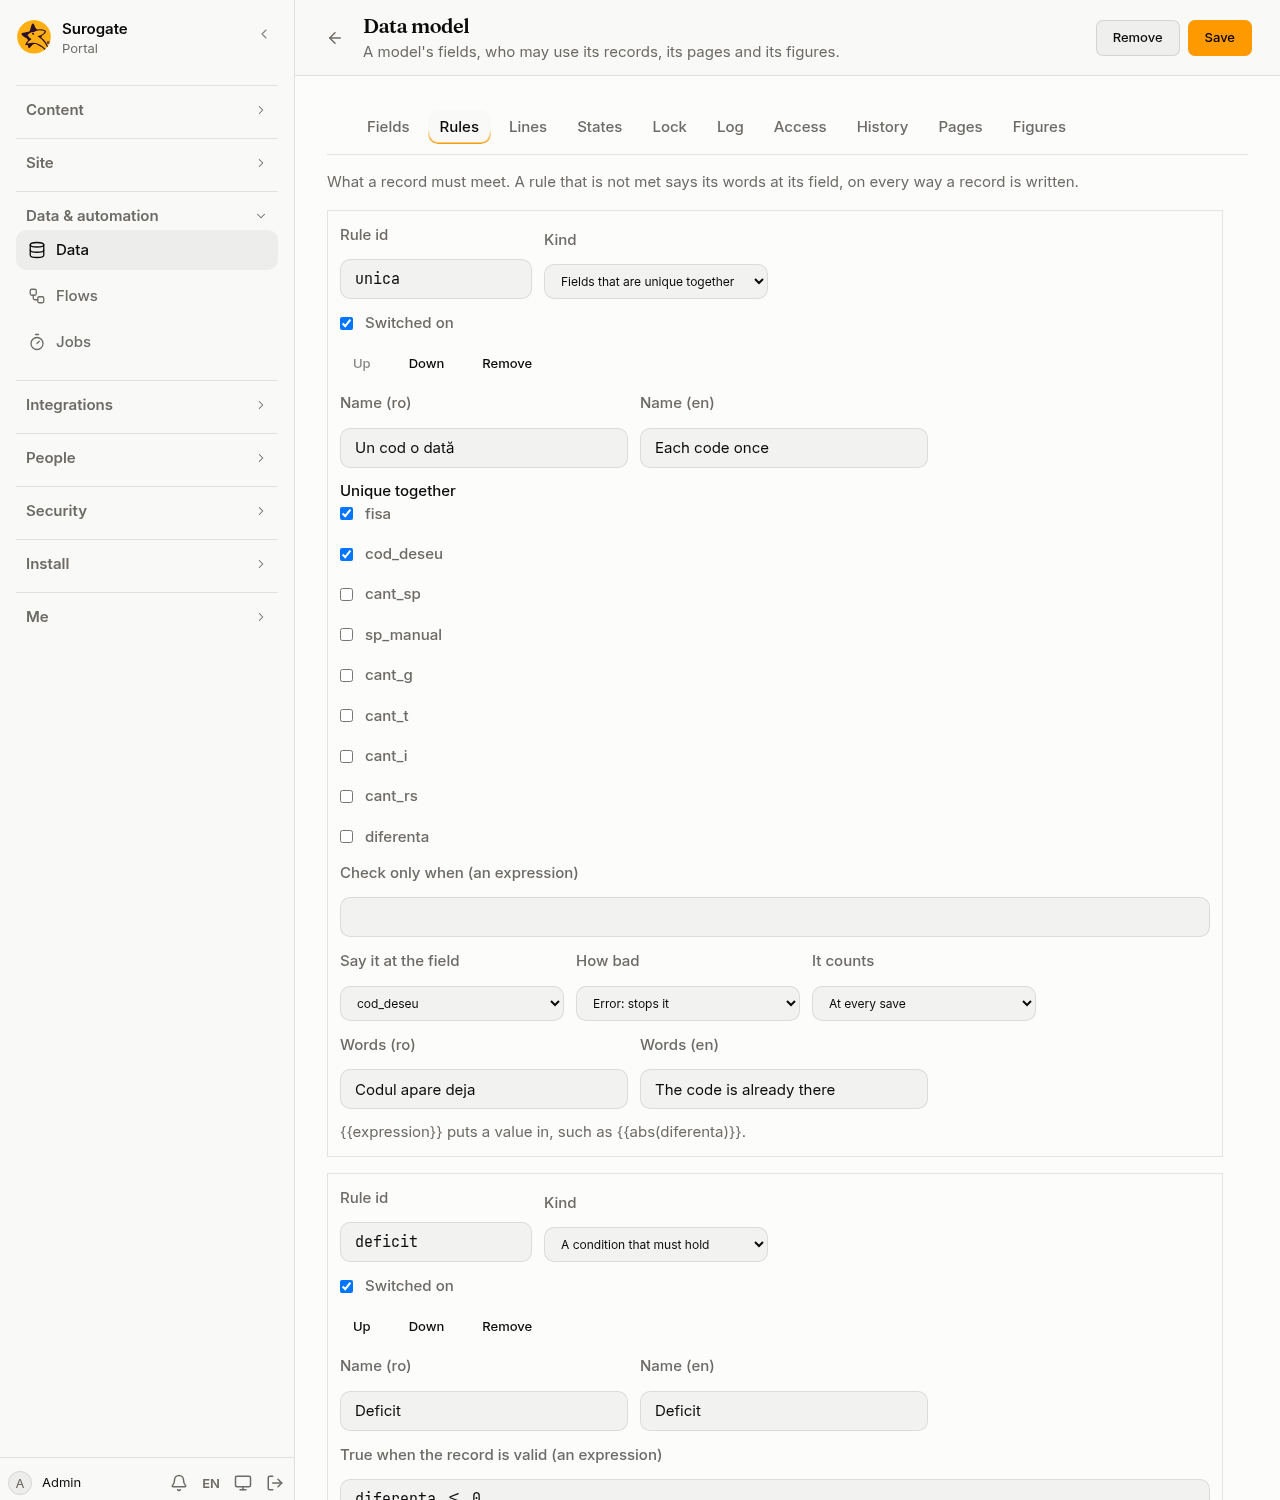 Surogate
Portal
Content
Site
Data & automation
Data
Flows
Jobs
Integrations
People
Security
Install
Me
A Admin EN
Data model
A model's fields, who may use its records, its pages and its figures.
Remove Save
Fields Rules Lines States Lock Log Access History Pages Figures
What a record must meet. A rule that is not met says its words at its field, on every way a record is written.
Rule id Kind
unica Fields that are unique together
Switched on
Up Down Remove
Name (ro) Name (en)
Un cod o dată Each code once
Unique together
fisa
cod_deseu
cant_sp
sp_manual
cant_g
cant_t
cant_i
cant_rs
diferenta
Check only when (an expression)
Say it at the field How bad It counts
cod_deseu Error: stops it At every save
Words (ro) Words (en)
Codul apare deja The code is already there
{{expression}} puts a value in, such as {{abs(diferenta)}}.
Rule id Kind
deficit A condition that must hold
Switched on
Up Down Remove
Name (ro) Name (en)
Deficit Deficit
True when the record is valid (an expression)
diferenta ≤ 0